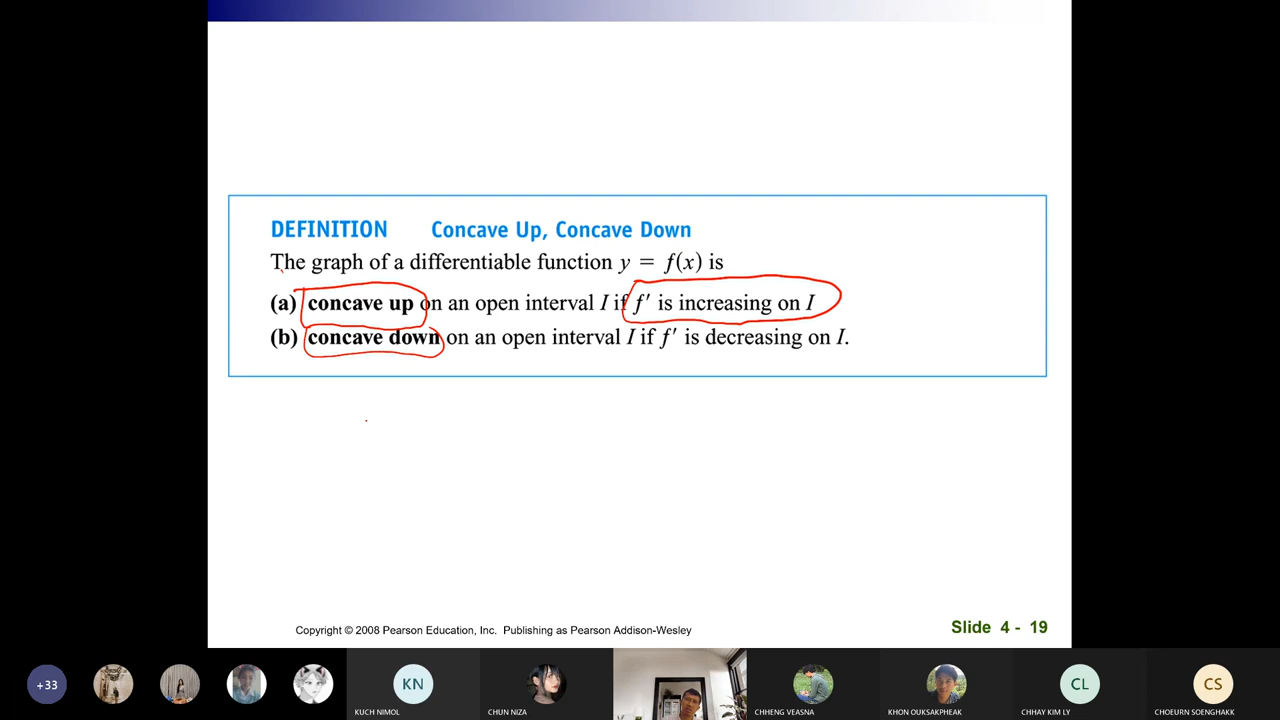 DEFINITION Concave Up, Concave Down
The graph of a differentiable function y = f(x) is
(a) concave up on an open interval I if f′ is increasing on I
(b) concave down on an open interval I if f′ is decreasing on I.
Copyright © 2008 Pearson Education, Inc. Publishing as Pearson Addison-Wesley
Slide 4 - 19
+33
KN
CL
CS
KUCH NIMOL
CHUN NIZA
CHHENG VEASNA
KHON OUKSAKPHEAK
CHHAY KIM LY
CHOEURN SOENGHAKK